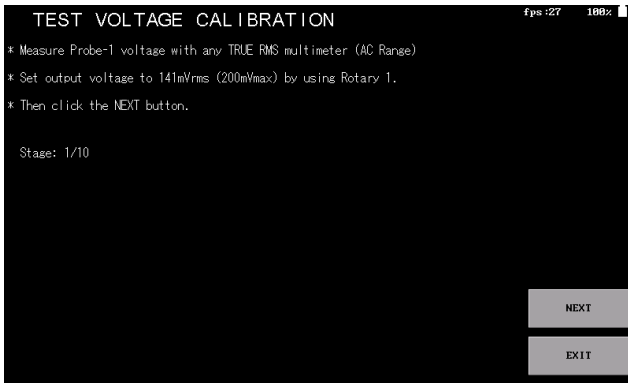 TEST VOLTAGE CALIBRATION
fps:27 100%
* Measure Probe-1 voltage with any TRUE RMS multimeter (AC Range)
* Set output voltage to 141mVrms (200mVmax) by using Rotary 1.
* Then click the NEXT button.
Stage: 1/10
NEXT
EXIT